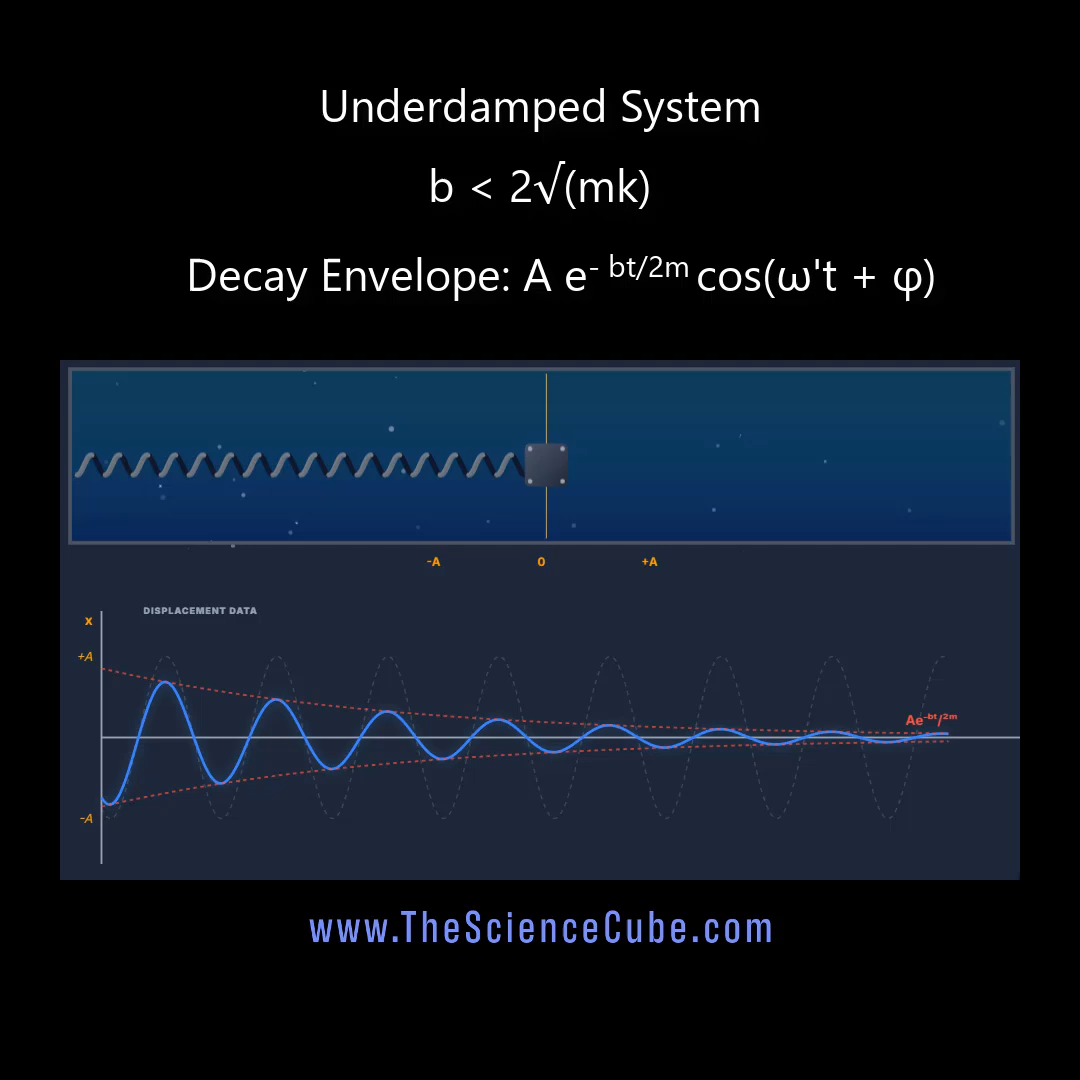 Underdamped System
b < 2√(mk)
Decay Envelope: A e- bt/2m cos(ω't + φ)
-A 0 +A
DISPLACEMENT DATA
x
+A
Ae⁻ᵇᵗ/²ᵐ
-A
www.TheScienceCube.com